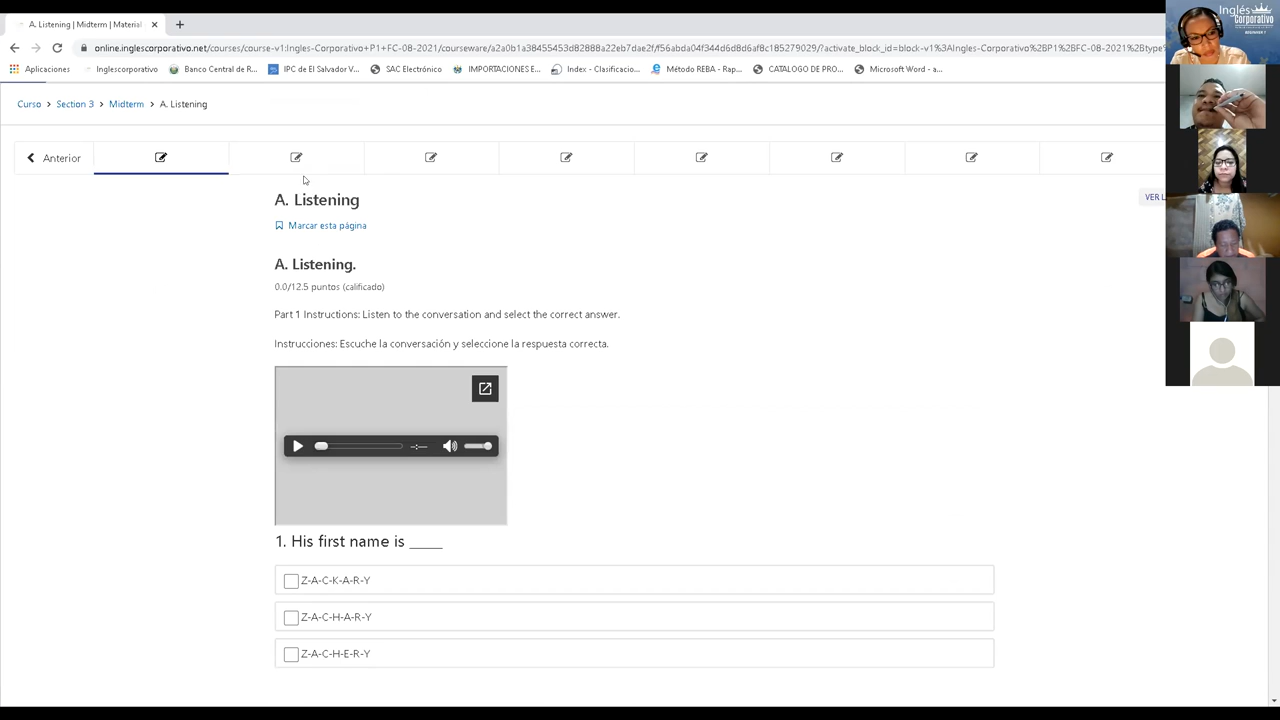 A. Listening | Midterm | Material
online.inglescorporativo.net/courses/course-v1:Ingles-Corporativo+P1+FC-08-2021/courseware/a2a0b1a38455453d82888a22eb7dae2f/f56abda04f344d6d8d6af8c185279029/?activate_block_id=block-v1%3AIngles-Corporativo%2BP1%2BFC-08-2021%2Btype%
Aplicaciones
Inglescorporativo
Banco Central de R...
IPC de El Salvador V...
SAC Electrónico
IMPORTACIONES E...
Index - Clasificacio...
Método REBA - Rap...
CATALOGO DE PRO...
Microsoft Word - a...
Inglés
Corporativo
BEGINNER 7
Curso > Section 3 > Midterm > A. Listening
Anterior
A. Listening
VER L
Marcar esta página
A. Listening.
0.0/12.5 puntos (calificado)
Part 1 Instructions: Listen to the conversation and select the correct answer.
Instrucciones: Escuche la conversación y seleccione la respuesta correcta.
-:--
1. His first name is _____
Z-A-C-K-A-R-Y
Z-A-C-H-A-R-Y
Z-A-C-H-E-R-Y